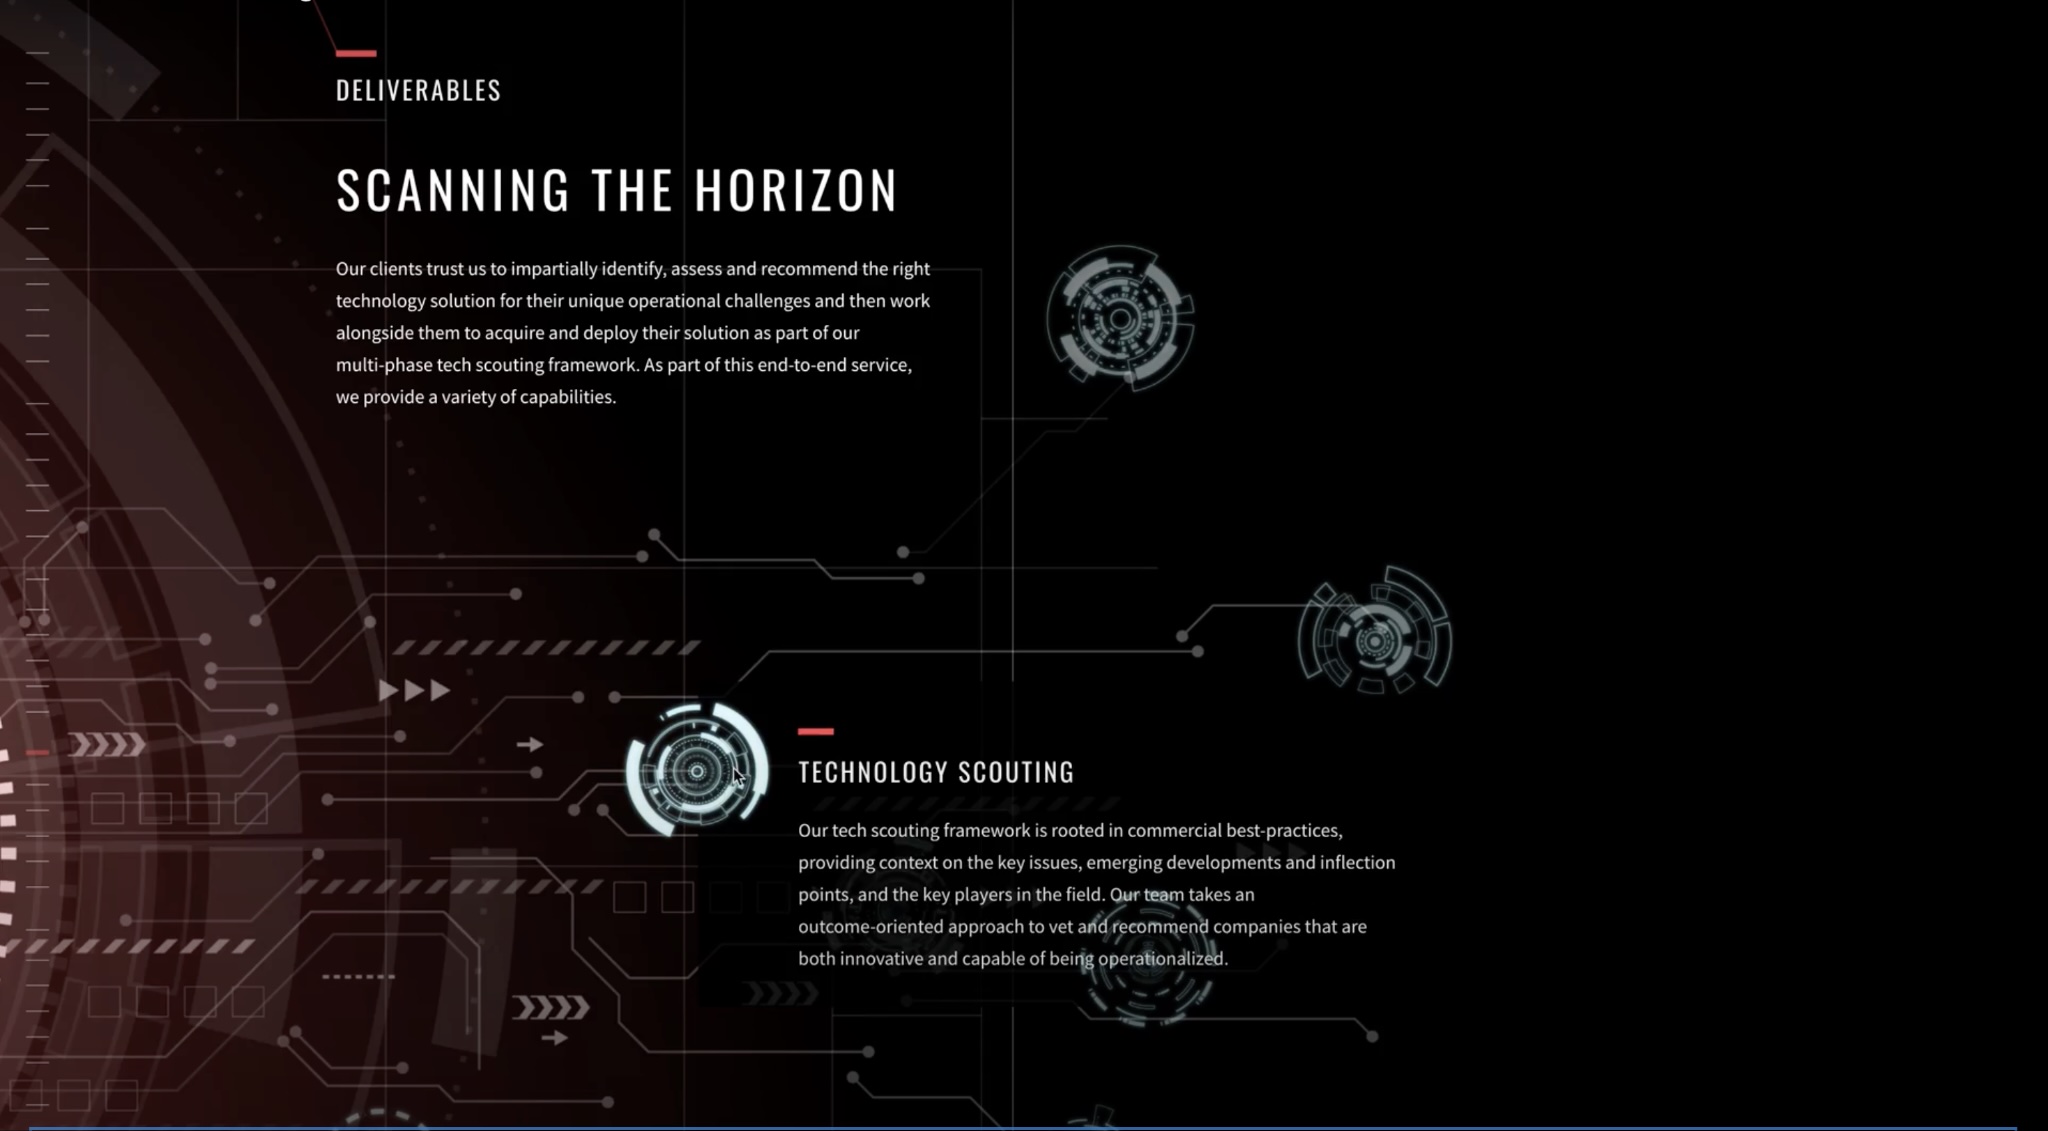 DELIVERABLES
SCANNING THE HORIZON
Our clients trust us to impartially identify, assess and recommend the right
technology solution for their unique operational challenges and then work
alongside them to acquire and deploy their solution as part of our
multi-phase tech scouting framework. As part of this end-to-end service,
we provide a variety of capabilities.
TECHNOLOGY SCOUTING
Our tech scouting framework is rooted in commercial best-practices,
providing context on the key issues, emerging developments and inflection
points, and the key players in the field. Our team takes an
outcome-oriented approach to vet and recommend companies that are
both innovative and capable of being operationalized.